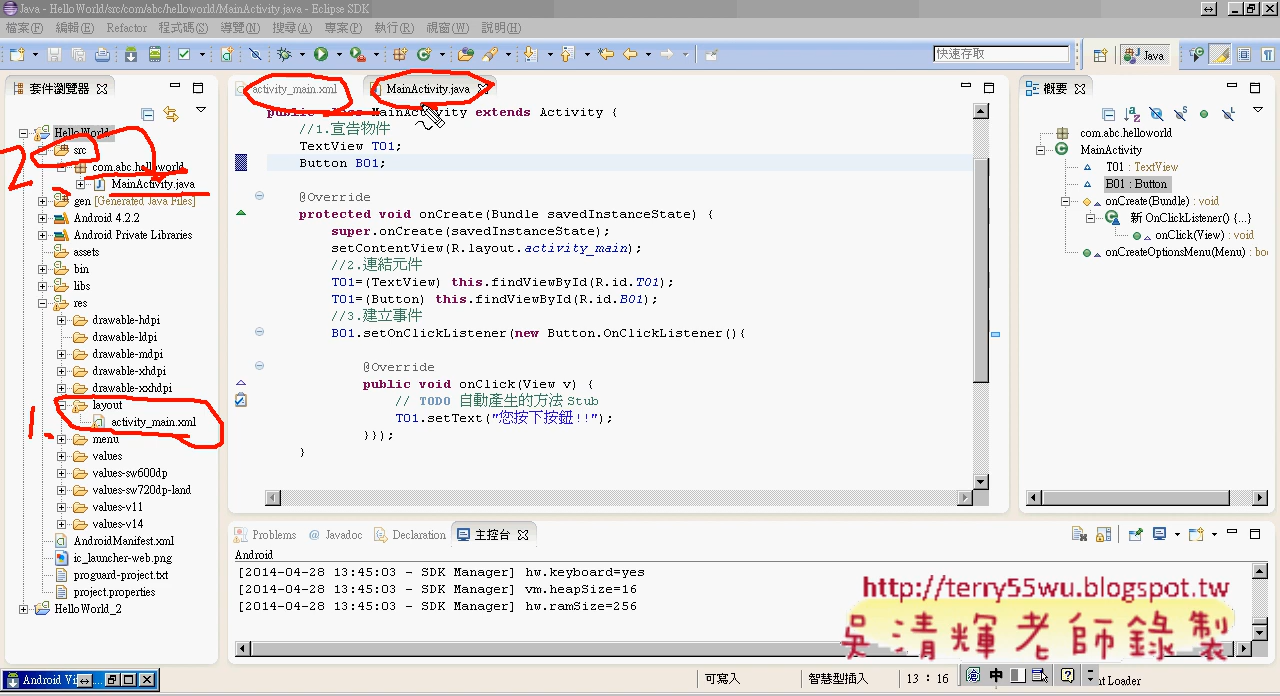 Java - HelloWorld/src/com/abc/helloworld/MainActivity.java - Eclipse SDK
檔案(F) 編輯(E) Refactor 程式碼(S) 導覽(N) 搜尋(A) 專案(P) 執行(R) 視窗(W) 說明(H)
快速存取
Java
套件瀏覽器
HelloWorld
src
com.abc.helloworld
MainActivity.java
gen [Generated Java Files]
Android 4.2.2
Android Private Libraries
assets
bin
libs
res
drawable-hdpi
drawable-ldpi
drawable-mdpi
drawable-xhdpi
drawable-xxhdpi
layout
activity_main.xml
menu
values
values-sw600dp
values-sw720dp-land
values-v11
values-v14
AndroidManifest.xml
ic_launcher-web.png
proguard-project.txt
project.properties
HelloWorld_2
2.
1.
activity_main.xml
MainActivity.java
public class MainActivity extends Activity {
//1.宣告物件
TextView T01;
Button B01;
@Override
protected void onCreate(Bundle savedInstanceState) {
super.onCreate(savedInstanceState);
setContentView(R.layout.activity_main);
//2.連結元件
T01=(TextView) this.findViewById(R.id.T01);
T01=(Button) this.findViewById(R.id.B01);
//3.建立事件
B01.setOnClickListener(new Button.OnClickListener(){
@Override
public void onClick(View v) {
// TODO 自動產生的方法 Stub
T01.setText("您按下按鈕!!");
}});
}
概要
com.abc.helloworld
MainActivity
T01 : TextView
B01 : Button
onCreate(Bundle) : void
新 OnClickListener() {...}
onClick(View) : void
onCreateOptionsMenu(Menu) : boo
Problems @ Javadoc Declaration 主控台
Android
[2014-04-28 13:45:03 - SDK Manager] hw.keyboard=yes
[2014-04-28 13:45:03 - SDK Manager] vm.heapSize=16
[2014-04-28 13:45:03 - SDK Manager] hw.ramSize=256
http://terry55wu.blogspot.tw
吳清輝老師錄製
Android Vi
可寫入 智慧型插入 13 : 16 中 nt Loader